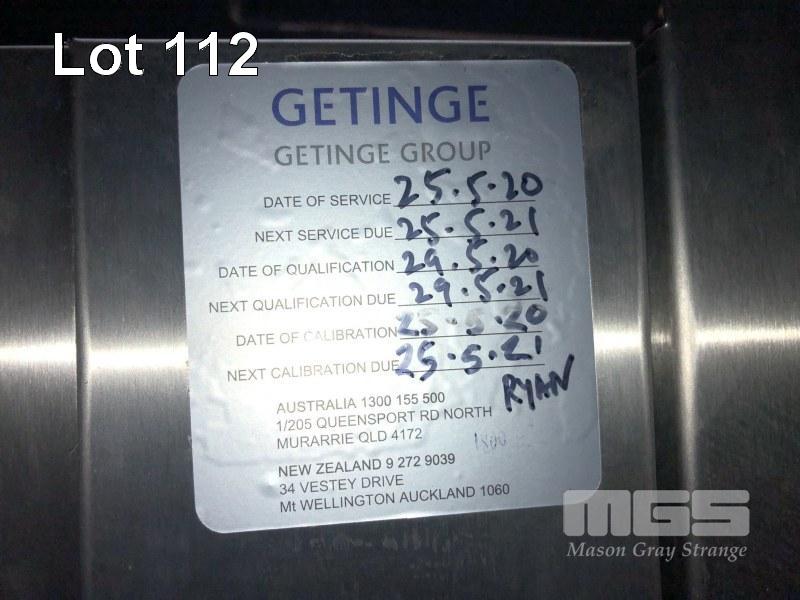 Lot 112
GETINGE
GETINGE GROUP
DATE OF SERVICE 25.5.20
NEXT SERVICE DUE 25.5.21
DATE OF QUALIFICATION 29.5.20
NEXT QUALIFICATION DUE 29.5.21
DATE OF CALIBRATION 25.5.20
NEXT CALIBRATION DUE 25.5.21
RYAN
AUSTRALIA 1300 155 500
1/205 QUEENSPORT RD NORTH
MURARRIE QLD 4172
NEW ZEALAND 9 272 9039
34 VESTEY DRIVE
Mt WELLINGTON AUCKLAND 1060
MGS
Mason Gray Strange